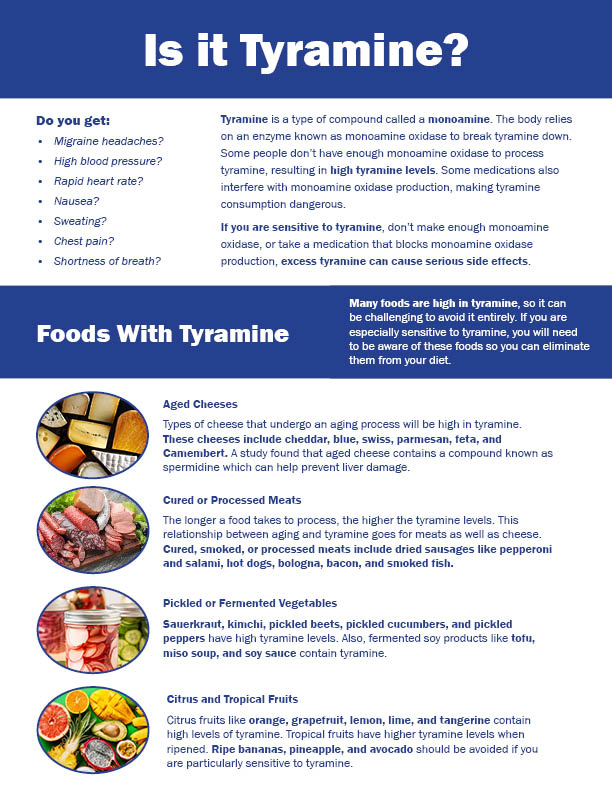 Is it Tyramine?
Do you get:
• Migraine headaches?
• High blood pressure?
• Rapid heart rate?
• Nausea?
• Sweating?
• Chest pain?
• Shortness of breath?
Tyramine is a type of compound called a monoamine. The body relies
on an enzyme known as monoamine oxidase to break tyramine down.
Some people don't have enough monoamine oxidase to process
tyramine, resulting in high tyramine levels. Some medications also
interfere with monoamine oxidase production, making tyramine
consumption dangerous.
If you are sensitive to tyramine, don't make enough monoamine
oxidase, or take a medication that blocks monoamine oxidase
production, excess tyramine can cause serious side effects.
Foods With Tyramine
Many foods are high in tyramine, so it can
be challenging to avoid it entirely. If you are
especially sensitive to tyramine, you will need
to be aware of these foods so you can eliminate
them from your diet.
Aged Cheeses
Types of cheese that undergo an aging process will be high in tyramine.
These cheeses include cheddar, blue, swiss, parmesan, feta, and
Camembert. A study found that aged cheese contains a compound known as
spermidine which can help prevent liver damage.
Cured or Processed Meats
The longer a food takes to process, the higher the tyramine levels. This
relationship between aging and tyramine goes for meats as well as cheese.
Cured, smoked, or processed meats include dried sausages like pepperoni
and salami, hot dogs, bologna, bacon, and smoked fish.
Pickled or Fermented Vegetables
Sauerkraut, kimchi, pickled beets, pickled cucumbers, and pickled
peppers have high tyramine levels. Also, fermented soy products like tofu,
miso soup, and soy sauce contain tyramine.
Citrus and Tropical Fruits
Citrus fruits like orange, grapefruit, lemon, lime, and tangerine contain
high levels of tyramine. Tropical fruits have higher tyramine levels when
ripened. Ripe bananas, pineapple, and avocado should be avoided if you
are particularly sensitive to tyramine.